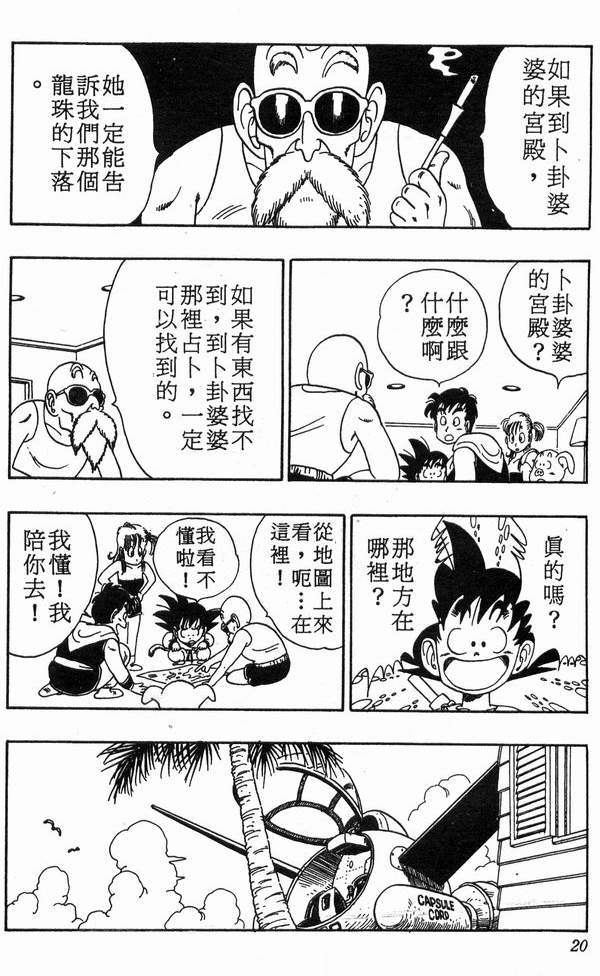 如果到卜卦婆
婆的宮殿，
她一定能告
訴我們那個
龍珠的下落
。
卜卦婆婆
的宮殿？
什麼跟
什麼啊
？
如果有東西找不
到，到卜卦婆婆
那裡占卜，一定
可以找到的。
眞的嗎？
那地方在
哪裡？
從地圖上來
看，呃…在
這裡！
我看不
懂啦！
我懂！我
陪你去！
CAPSULE
CORP
20